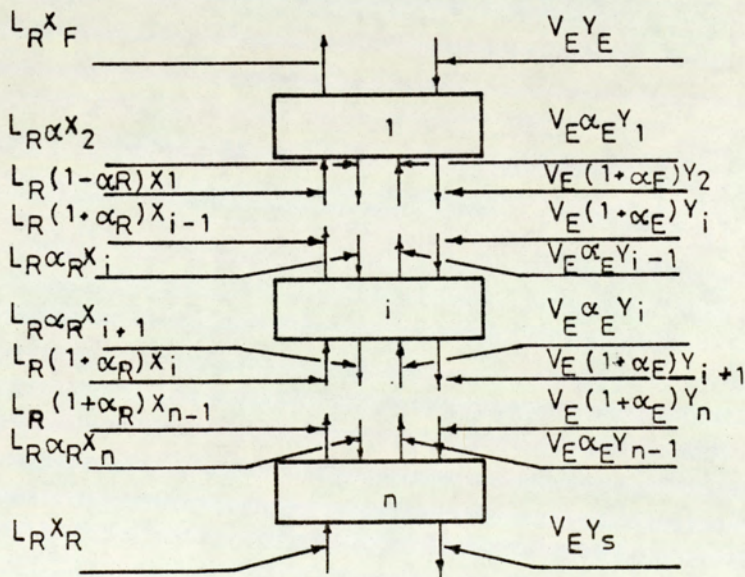 L_R X_F V_E Y_E
1
L_R α X_2 V_E α_E Y_1
L_R (1-αR) X1 V_E (1+α_E) Y_2
L_R (1+α_R) X_{i-1} V_E (1+α_E) Y_i
L_R α_R X_i V_E α_E Y_{i-1}
i
L_R α_R X_{i+1} V_E α_E Y_i
L_R (1+α_R) X_i V_E (1+α_E) Y_{i+1}
L_R (1+α_R) X_{n-1} V_E (1+α_E) Y_n
L_R α_R X_n V_E α_E Y_{n-1}
n
L_R X_R V_E Y_S